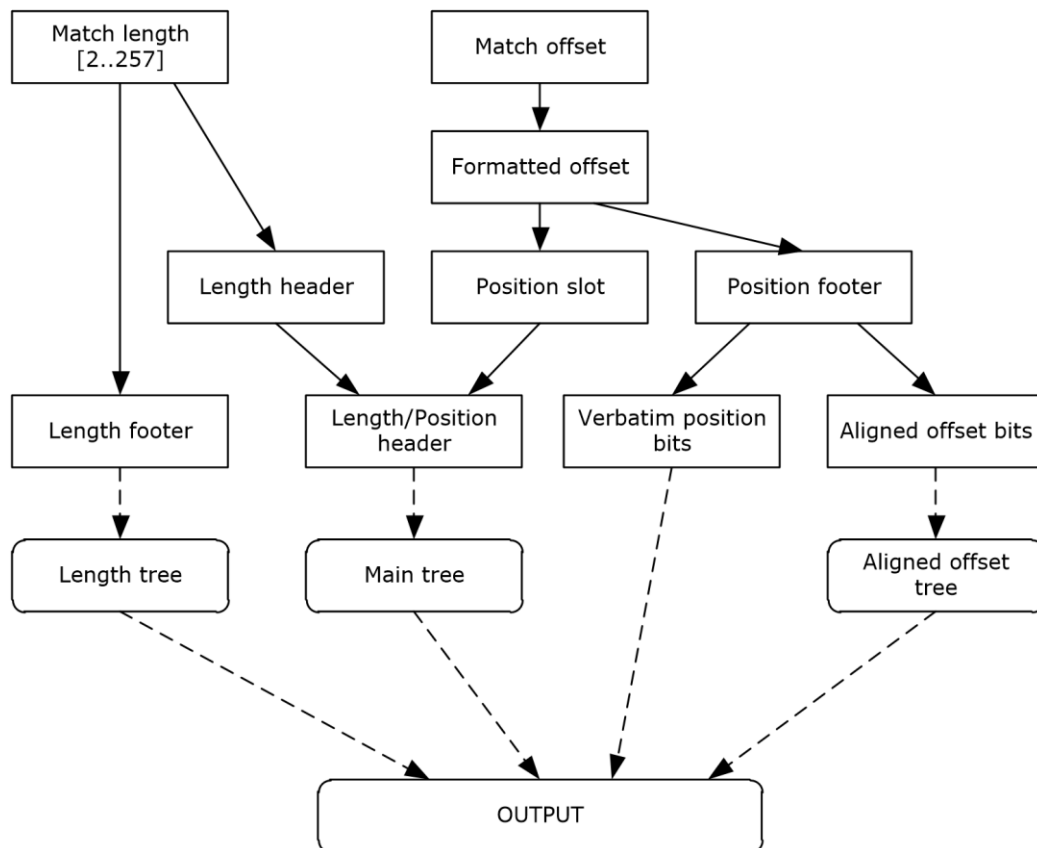 Match length
[2..257]
Match offset
Formatted offset
Length header
Position slot
Position footer
Length footer
Length/Position
header
Verbatim position
bits
Aligned offset bits
Length tree
Main tree
Aligned offset
tree
OUTPUT